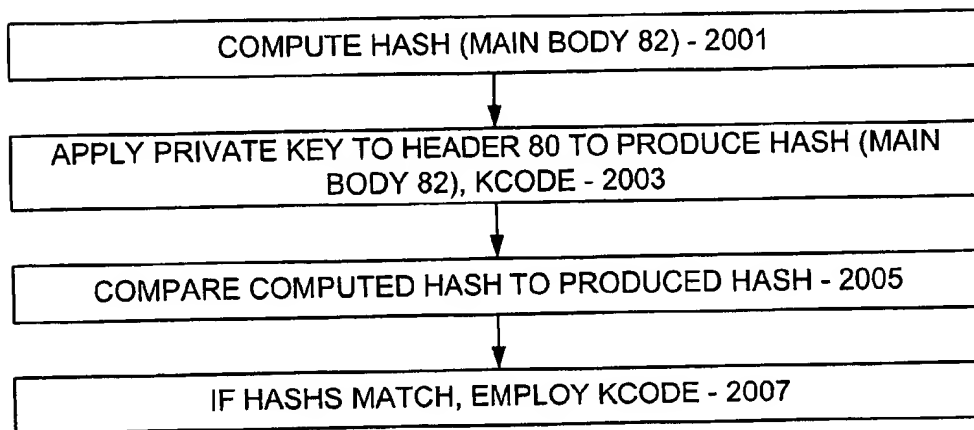 COMPUTE HASH (MAIN BODY 82) - 2001
APPLY PRIVATE KEY TO HEADER 80 TO PRODUCE HASH (MAIN
BODY 82), KCODE - 2003
COMPARE COMPUTED HASH TO PRODUCED HASH - 2005
IF HASHS MATCH, EMPLOY KCODE - 2007